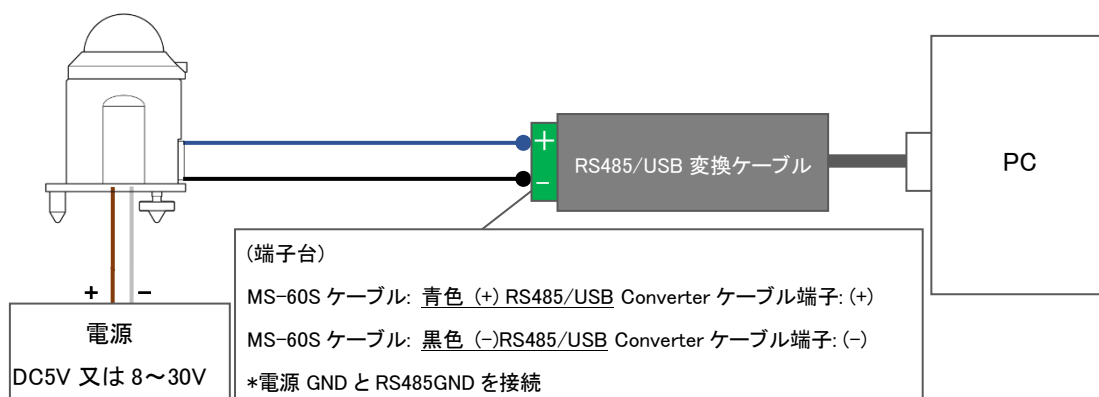 +
-
RS485/USB 変換ケーブル
PC
(端子台)
MS-60S ケーブル: 青色 (+) RS485/USB Converter ケーブル端子: (+)
MS-60S ケーブル: 黒色 (-)RS485/USB Converter ケーブル端子: (-)
*電源 GND と RS485GND を接続
+ -
電源
DC5V 又は 8～30V